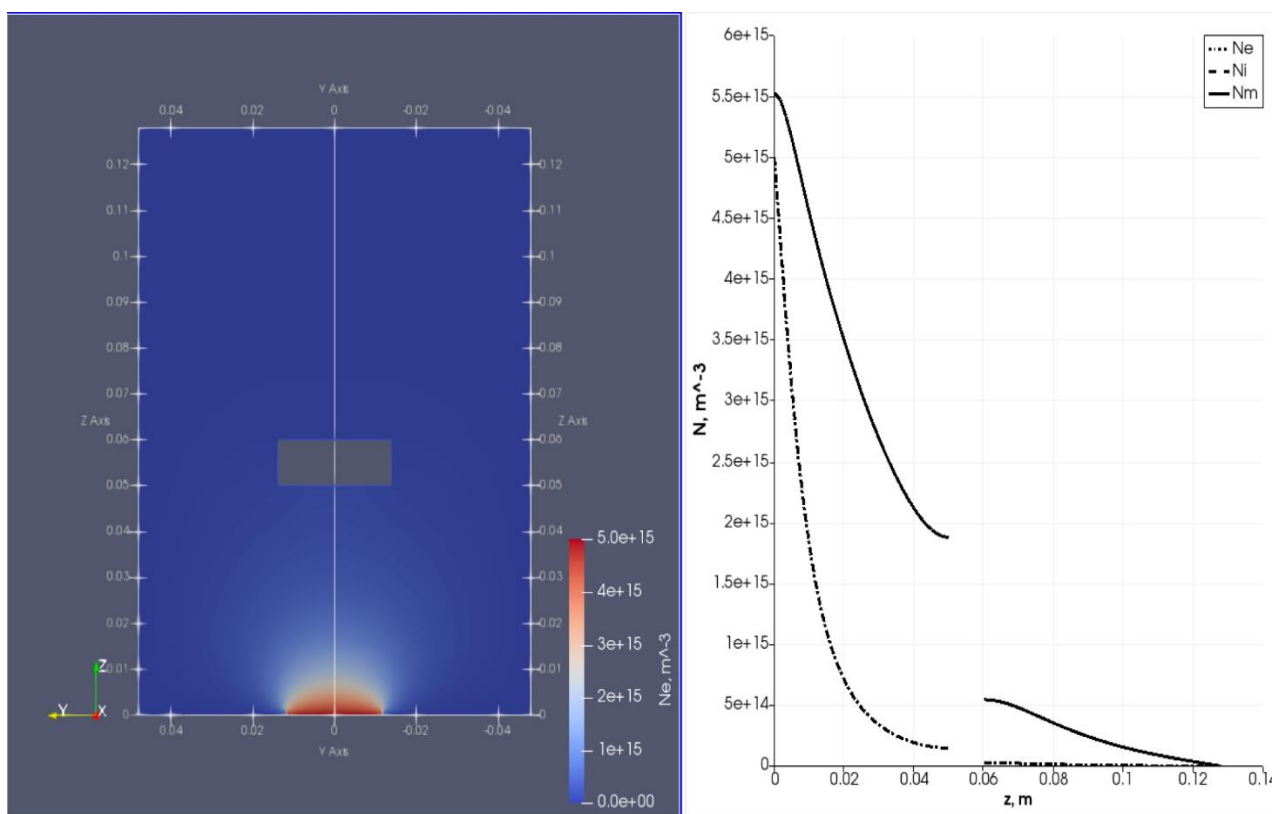 Y Axis
0.04 0.02 0 -0.02 -0.04
0.12 0.12
0.11 0.11
0.1 0.1
0.09 0.09
0.08 0.08
0.07 0.07
Z Axis Z Axis
0.06 0.06
0.05 0.05
0.04 0.04
0.03 0.03
0.02 0.02
0.01 0.01
0 0
0.04 0.02 0 -0.02 -0.04
Y Axis
Z
Y X
5.0e+15
4e+15
3e+15
2e+15
1e+15
0.0e+00
Ne, m^-3
6e+15
5.5e+15
5e+15
4.5e+15
4e+15
3.5e+15
3e+15
2.5e+15
2e+15
1.5e+15
1e+15
5e+14
0
N, m^-3
0 0.02 0.04 0.06 0.08 0.1 0.12 0.14
z, m
Ne
Ni
Nm